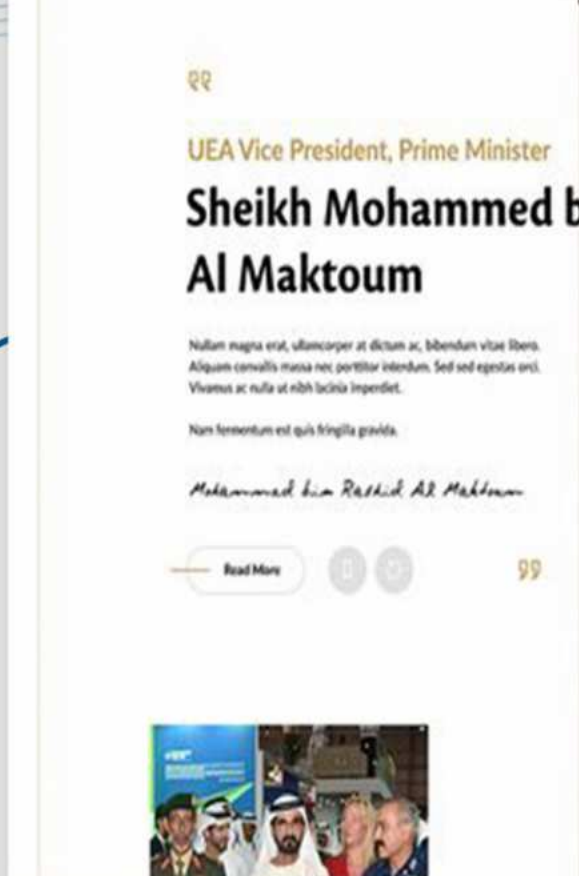 UEA Vice President, Prime Minister
Sheikh Mohammed b
Al Maktoum
Nullam magna erat, ullamcorper at dictum ac, bibendum vitae libero.
Aliquam convallis massa nec porttitor interdum. Sed sed egestas orci.
Vivamus ac nulla ut nibh lacinia imperdiet.
Nam fermentum est quis fringilla gravida.
Mohammad bin Rashid Al Maktoum
Read More